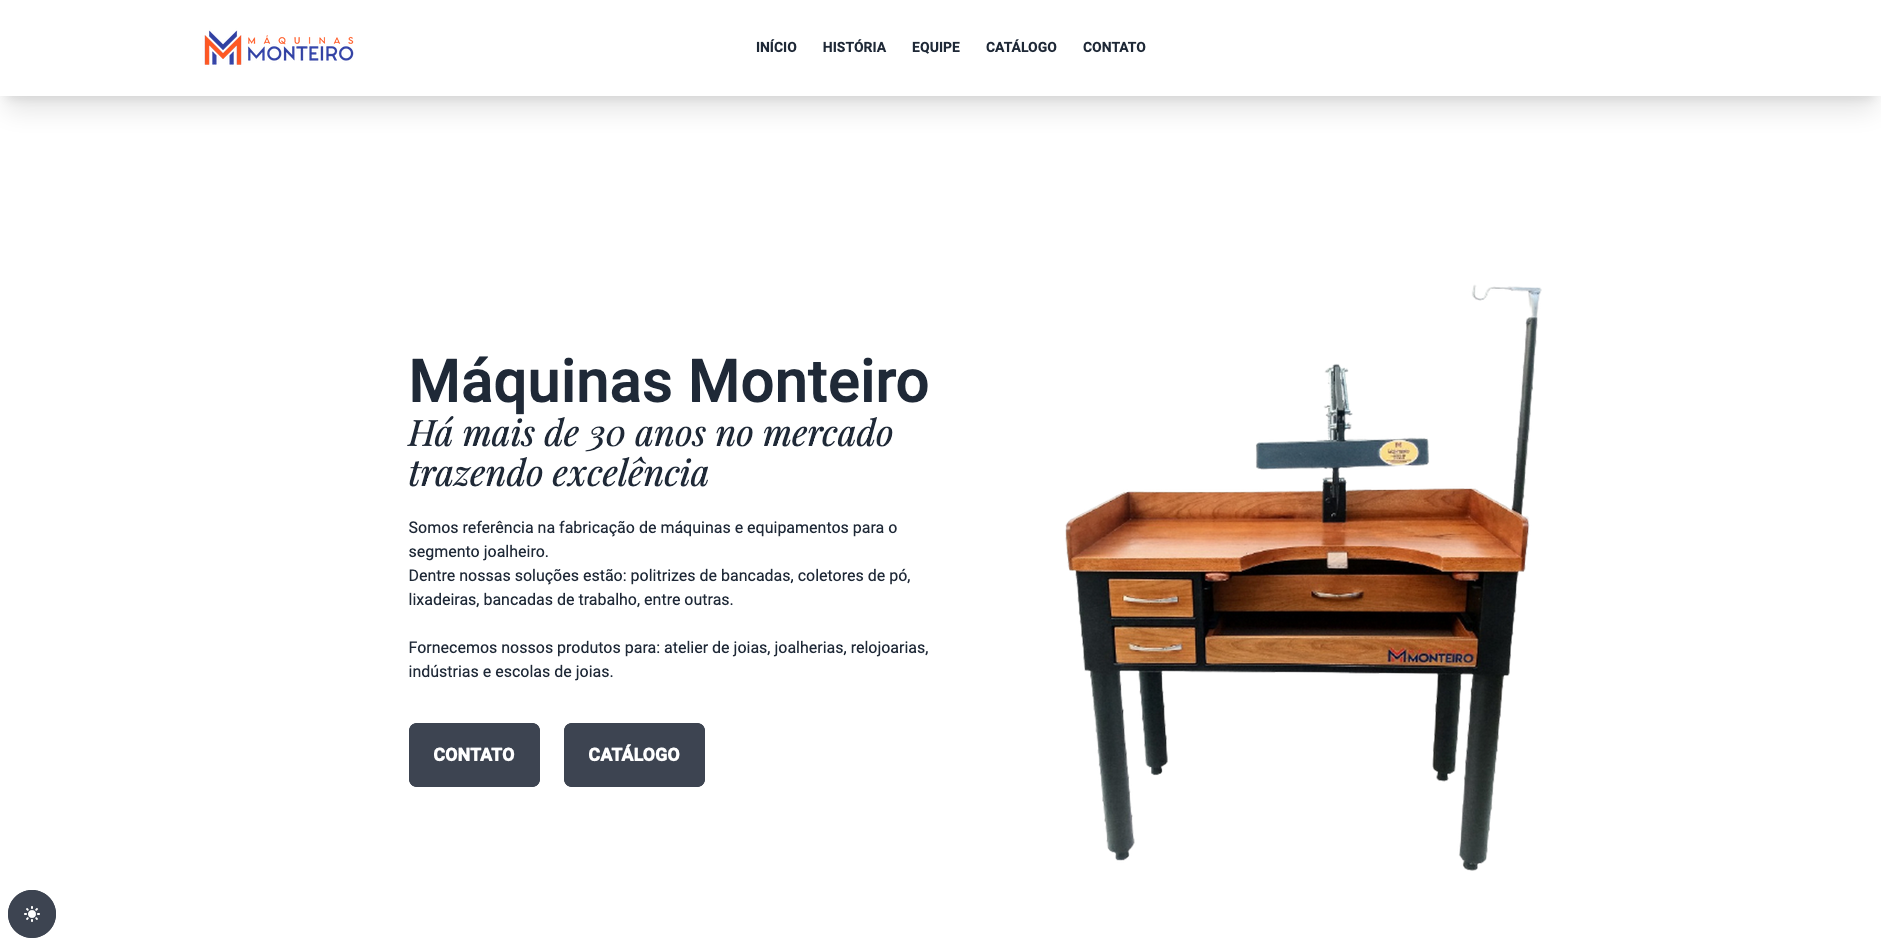 MÁQUINAS
MONTEIRO
INÍCIO HISTÓRIA EQUIPE CATÁLOGO CONTATO
Máquinas Monteiro
Há mais de 30 anos no mercado
trazendo excelência
Somos referência na fabricação de máquinas e equipamentos para o
segmento joalheiro.
Dentre nossas soluções estão: politrizes de bancadas, coletores de pó,
lixadeiras, bancadas de trabalho, entre outras.
Fornecemos nossos produtos para: atelier de joias, joalherias, relojoarias,
indústrias e escolas de joias.
CONTATO CATÁLOGO
MONTEIRO